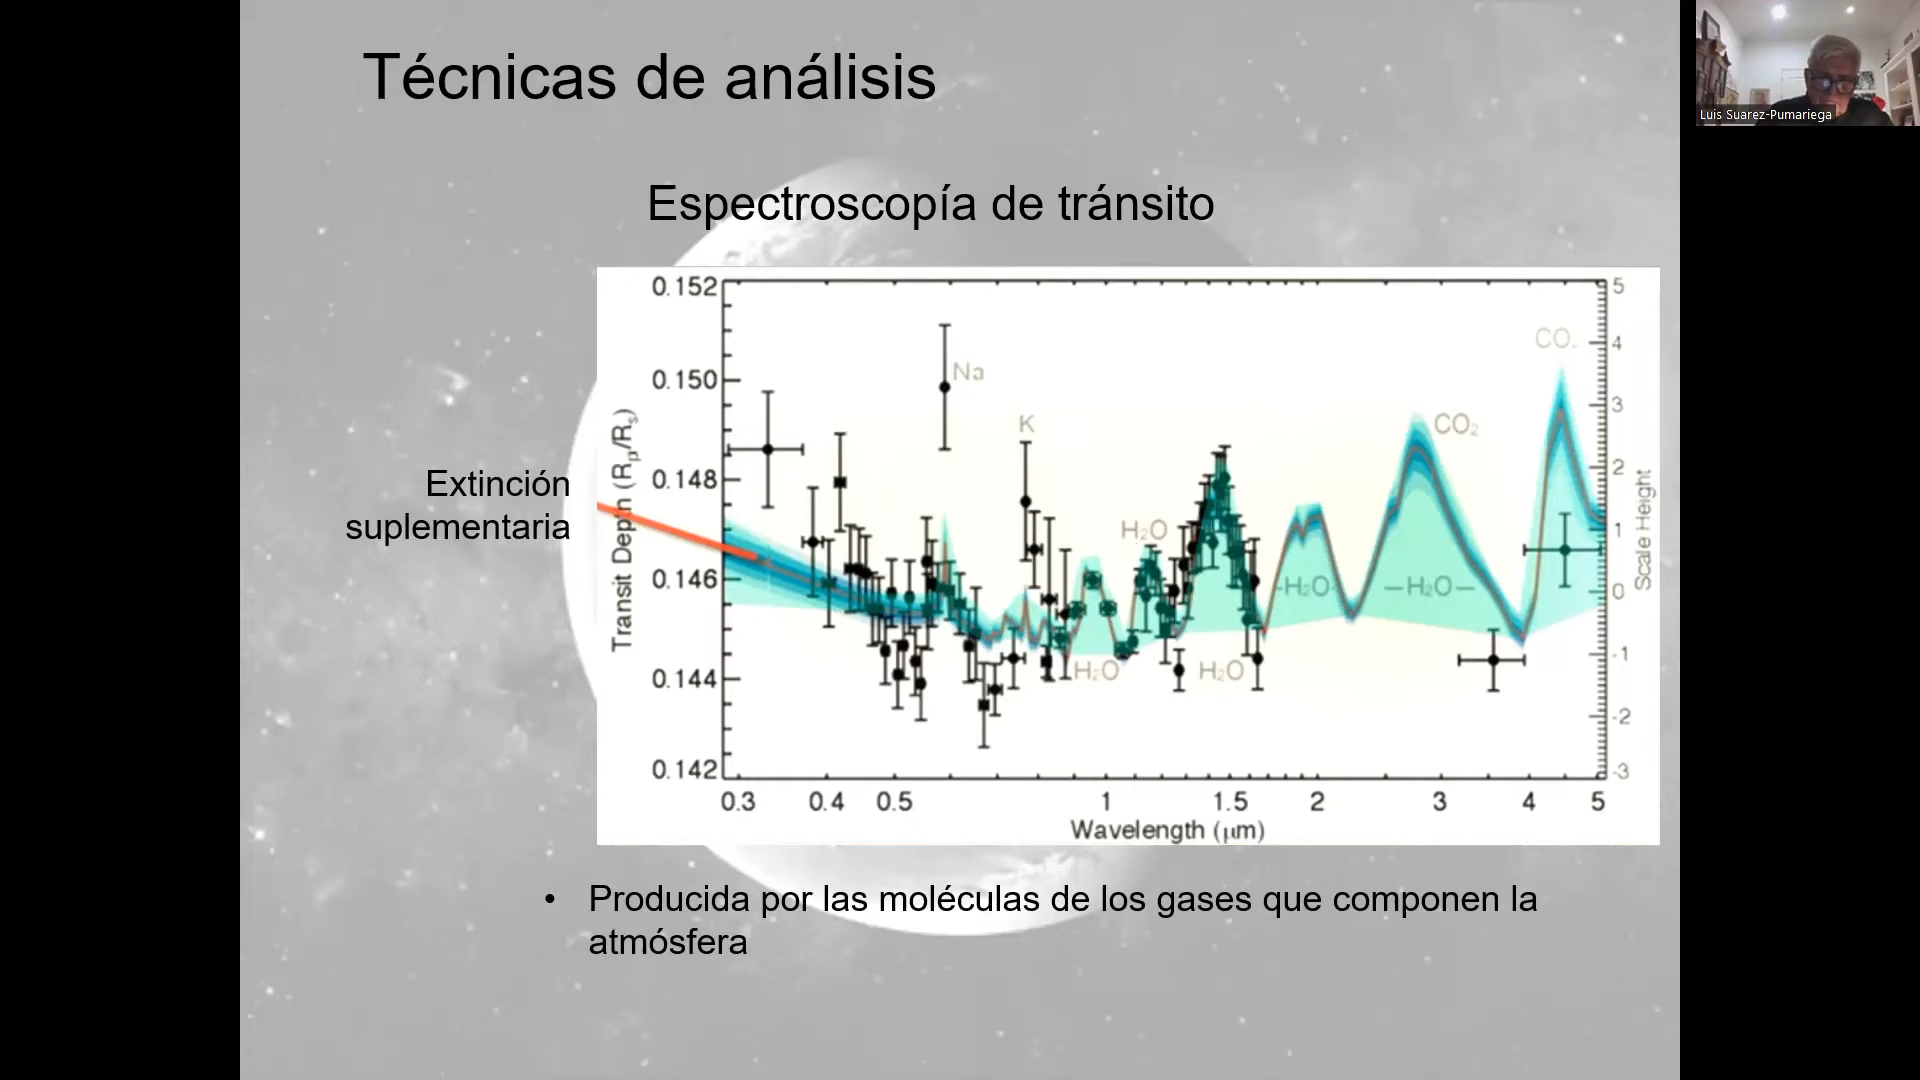 Técnicas de análisis
Luis Suarez-Pumariega
Espectroscopía de tránsito
Extinción
suplementaria
Transit Depth (Rp/Rs)
0.152
0.150
0.148
0.146
0.144
0.142
Na
K
H₂O
H₂O
H₂O
H₂O
H₂O
CO₂
CO
5
4
3
2
1
0
-1
-2
-3
Scale Height
0.3 0.4 0.5 1 1.5 2 3 4 5
Wavelength (μm)
• Producida por las moléculas de los gases que componen la
atmósfera